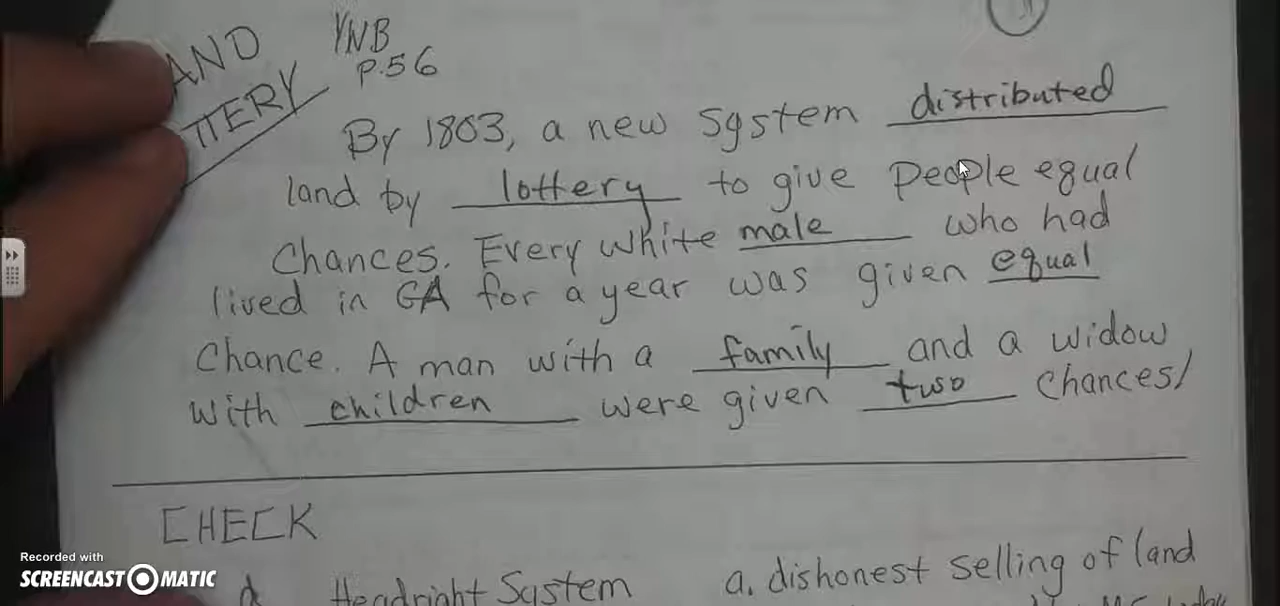 AND
TTERY
YNB
p.56
By 1803, a new system distributed
land by lottery to give people equal
chances. Every white male who had
lived in GA for a year was given equal
chance. A man with a family and a widow
with children were given two chances/
CHECK
d Headright System a. dishonest selling of land
Recorded with
SCREENCAST MATIC